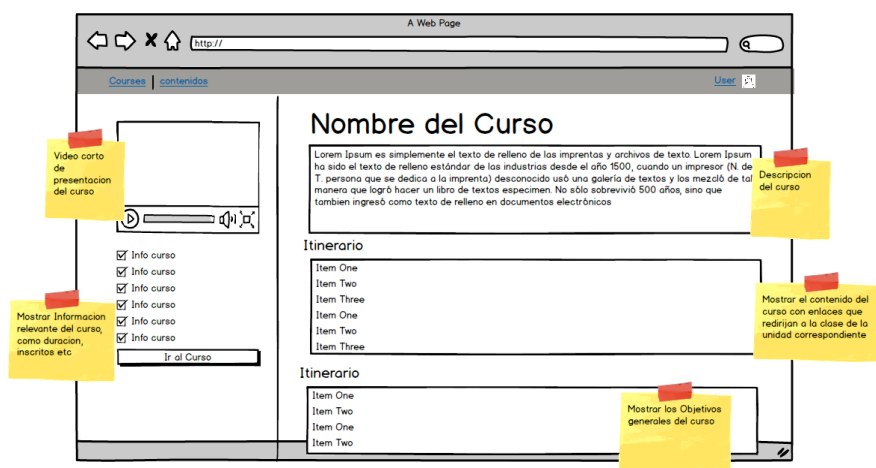 A Web Page
http://
Courses contenidos User
Video corto
de
presentacion
del curso
Info curso
Info curso
Info curso
Info curso
Info curso
Info curso
Ir al Curso
Mostrar Informacion
relevante del curso,
como duracion,
inscritos etc
Nombre del Curso
Lorem Ipsum es simplemente el texto de relleno de las imprentas y archivos de texto. Lorem Ipsum
ha sido el texto de relleno estándar de las industrias desde el año 1500, cuando un impresor (N. de
T. persona que se dedica a la imprenta) desconocido usó una galería de textos y los mezcló de tal
manera que logró hacer un libro de textos especimen. No sólo sobrevivió 500 años, sino que
tambien ingresó como texto de relleno en documentos electrónicos
Descripcion
del curso
Itinerario
Item One
Item Two
Item Three
Item One
Item Two
Item Three
Mostrar el contenido del
curso con enlaces que
redirijan a la clase de la
unidad correspondiente
Itinerario
Item One
Item Two
Item One
Item Two
Mostrar los Objetivos
generales del curso